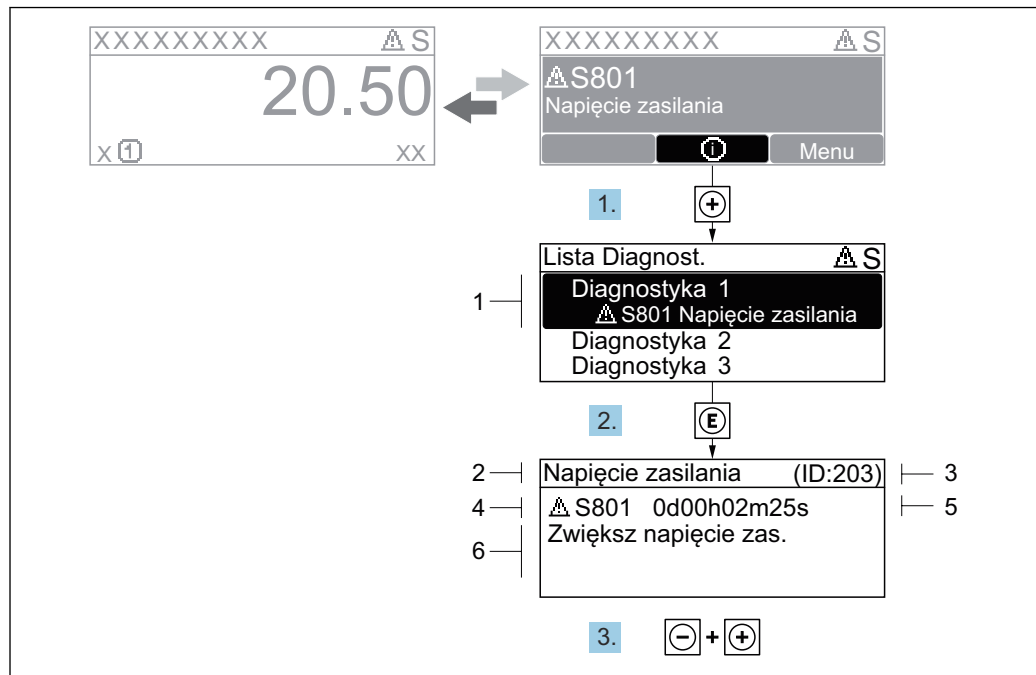 XXXXXXXXX ⚠ S
20.50
x 1 XX
XXXXXXXXX ⚠ S
⚠ S801
Napięcie zasilania
i Menu
1. +
Lista Diagnost. ⚠ S
1
Diagnostyka 1
⚠ S801 Napięcie zasilania
Diagnostyka 2
Diagnostyka 3
2. E
2 Napięcie zasilania (ID:203) 3
4 ⚠ S801 0d00h02m25s 5
6 Zwiększ napięcie zas.
3. - + +